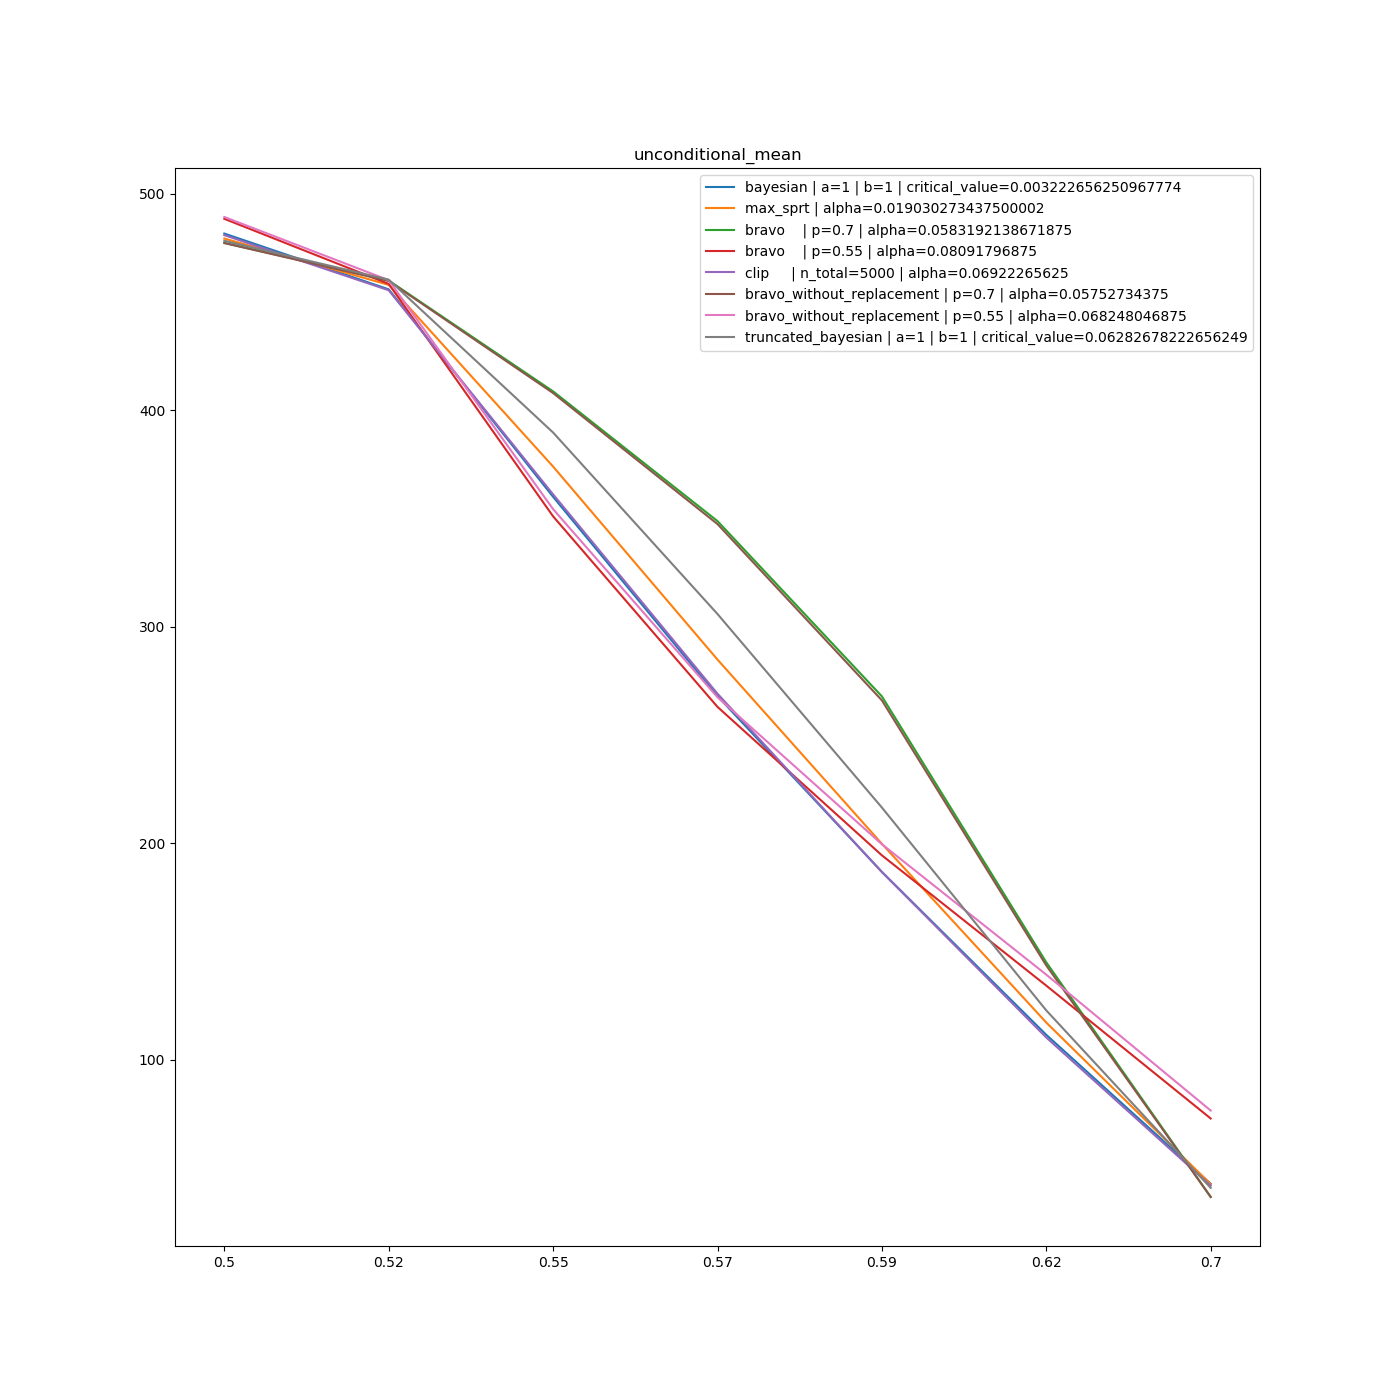 unconditional_mean
500
400
300
200
100
bayesian | a=1 | b=1 | critical_value=0.003222656250967774
max_sprt | alpha=0.019030273437500002
bravo    | p=0.7 | alpha=0.0583192138671875
bravo    | p=0.55 | alpha=0.08091796875
clip     | n_total=5000 | alpha=0.06922265625
bravo_without_replacement | p=0.7 | alpha=0.05752734375
bravo_without_replacement | p=0.55 | alpha=0.068248046875
truncated_bayesian | a=1 | b=1 | critical_value=0.06282678222656249
0.5 0.52 0.55 0.57 0.59 0.62 0.7